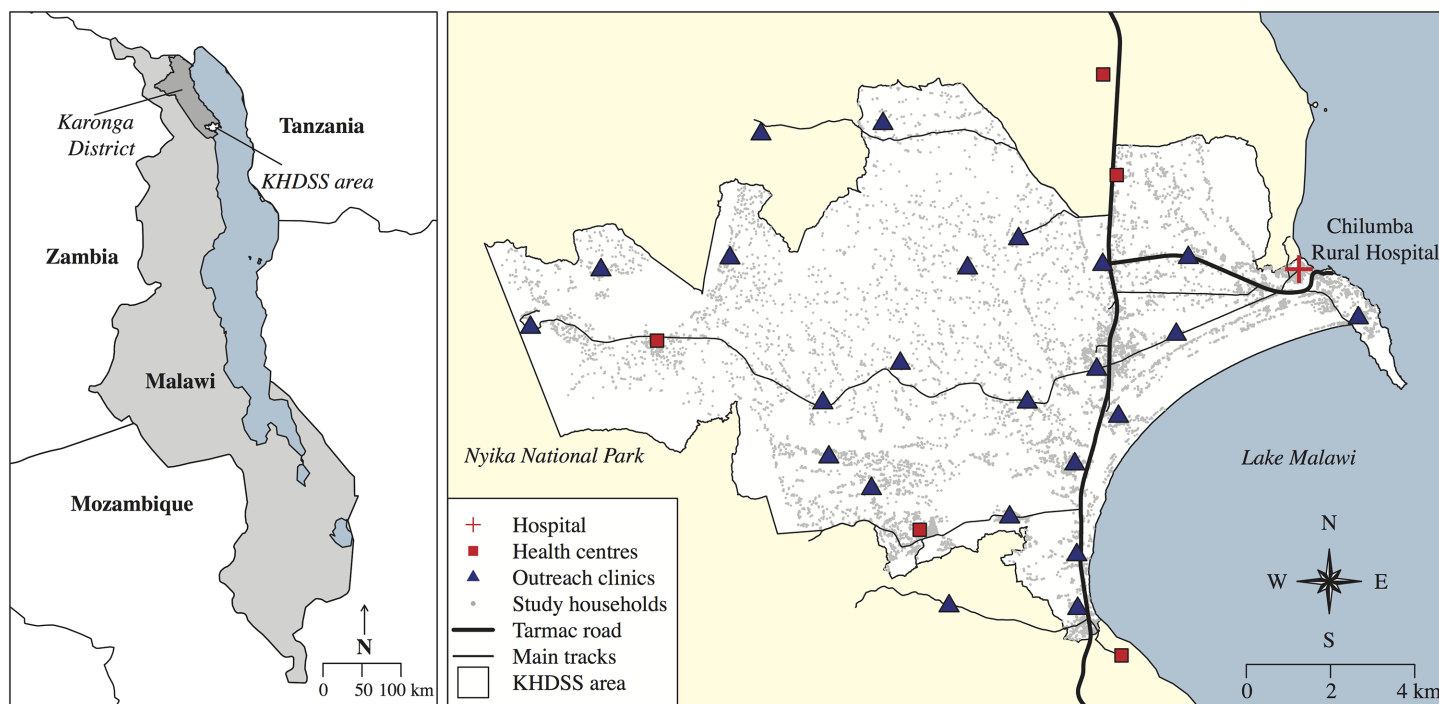 Karonga
District
Tanzania
KHDSS area
Zambia
Malawi
Mozambique
N
0 50 100 km
Chilumba
Rural Hospital
Nyika National Park
Lake Malawi
Hospital
Health centres
Outreach clinics
Study households
Tarmac road
Main tracks
KHDSS area
N
W E
S
0 2 4 km